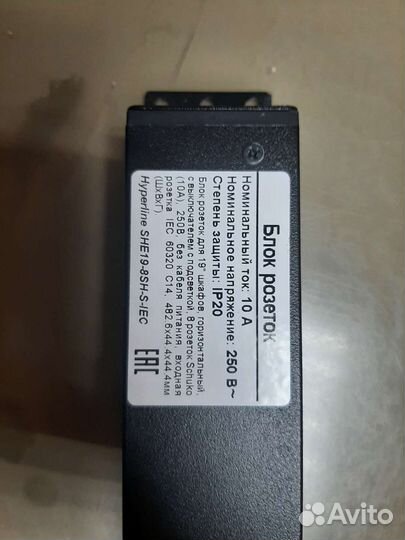 Блок розеток
Номинальный ток: 10 А
Номинальное напряжение: 250 В~
Степень защиты: IP20
Блок розеток для 19" шкафов, горизонтальный,
с выключателем с подсветкой, 8 розеток Schuko
(10A), 250В, без кабеля питания, входная
розетка IEC 60320 C14, 482.6x44.4x44.4мм
(ШхВхГ)
Hyperline SHE19-8SH-S-IEC
EAC
Avito